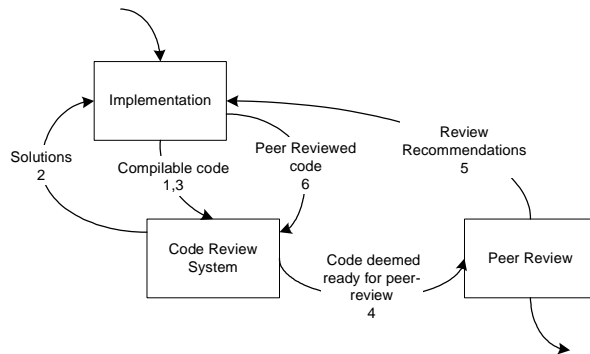 Implementation
Solutions
2
Compilable code
1,3
Peer Reviewed
code
6
Review
Recommendations
5
Code Review
System
Code deemed
ready for peer-
review
4
Peer Review